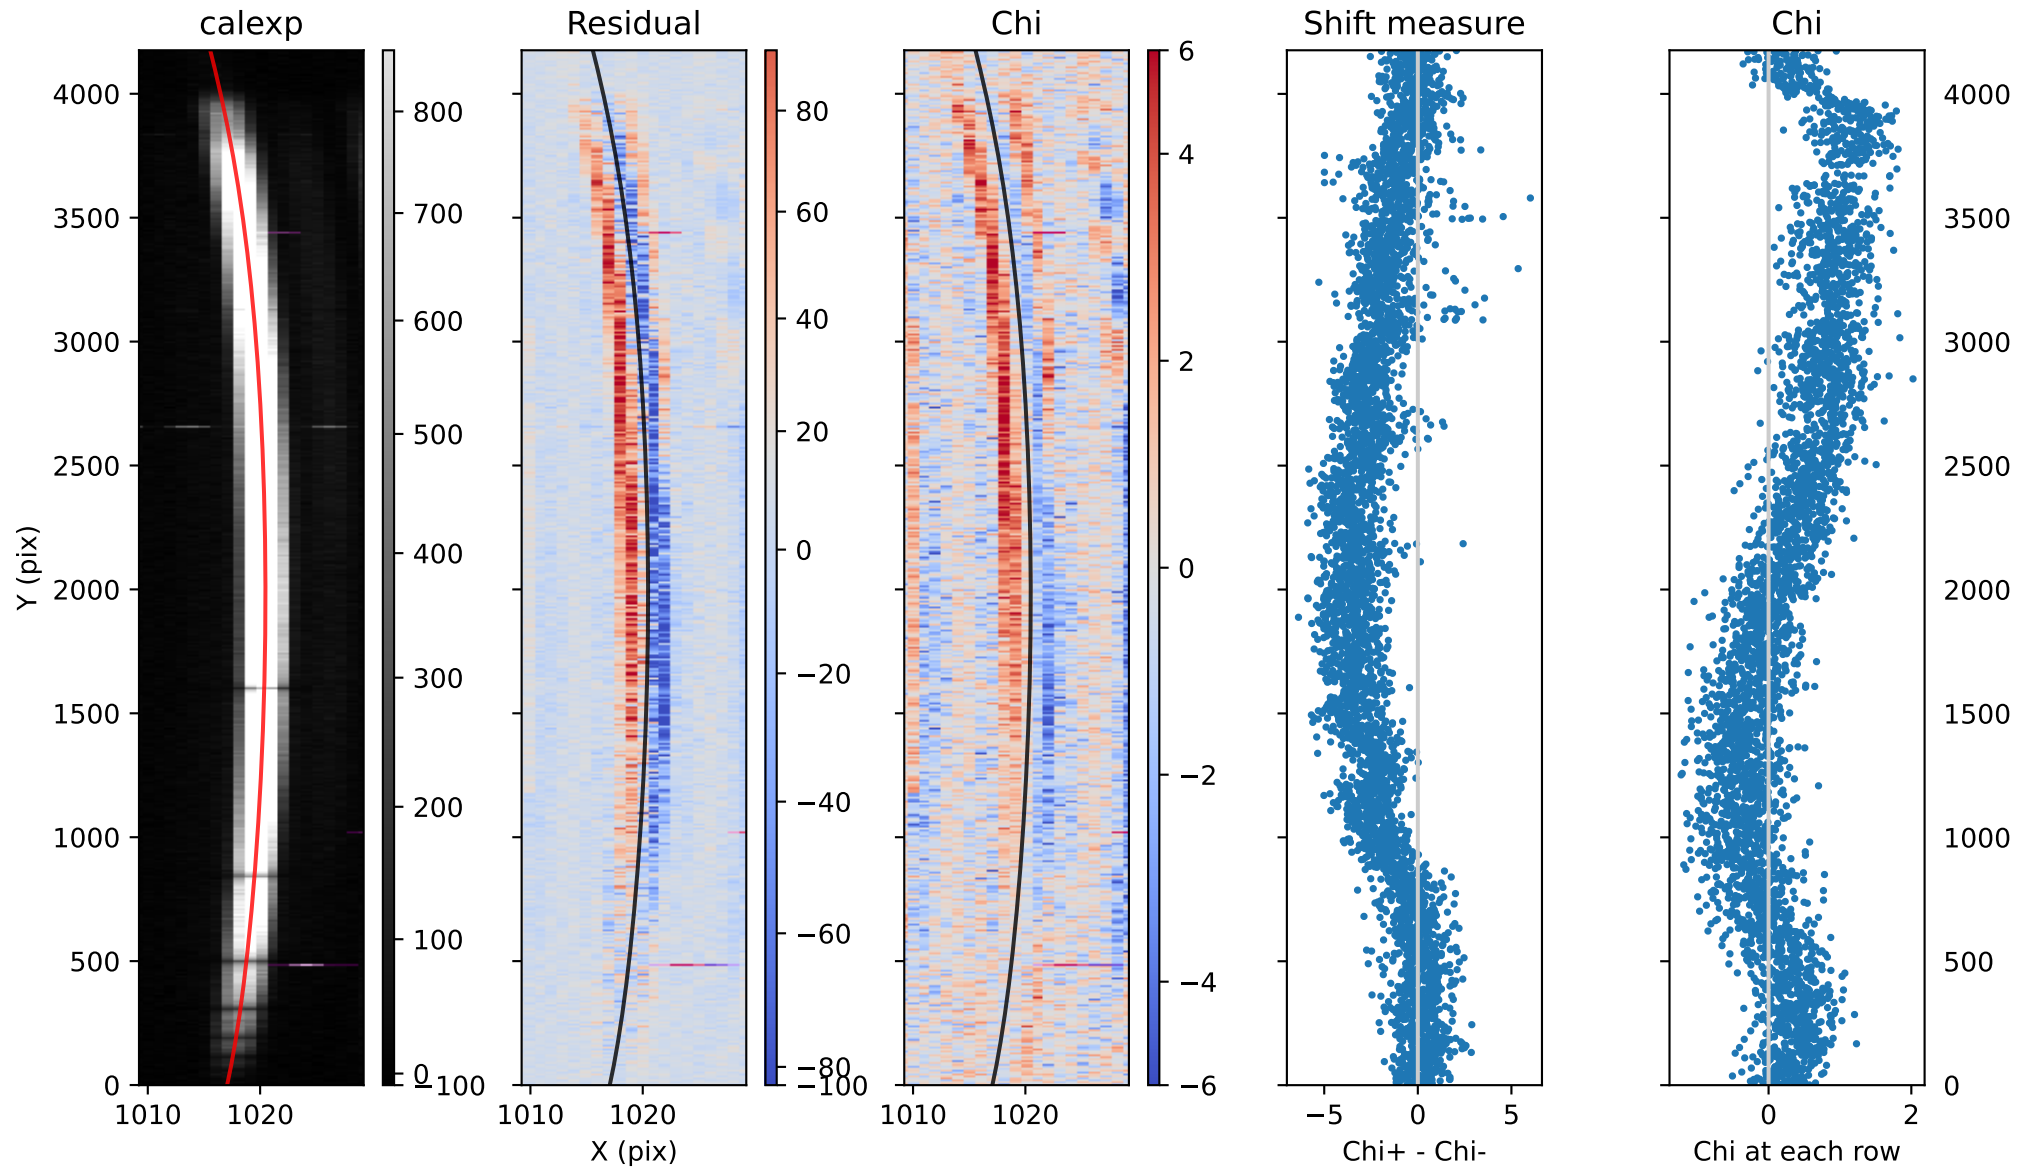 calexp Residual Chi Shift measure Chi
4000 800 80 6 4000
3500 700 60 4 3500
3000 600 40 2 3000
2500 500 20 0 2500
2000 400 0 −2 2000
1500 300 −20 −4 1500
1000 200 −40 −6 1000
500 100 −60 500
0 0 −80 0
−100 −100
Y (pix)
1010 1020 1010 1020 1010 1020 −5 0 5 0 2
X (pix) Chi+ - Chi- Chi at each row